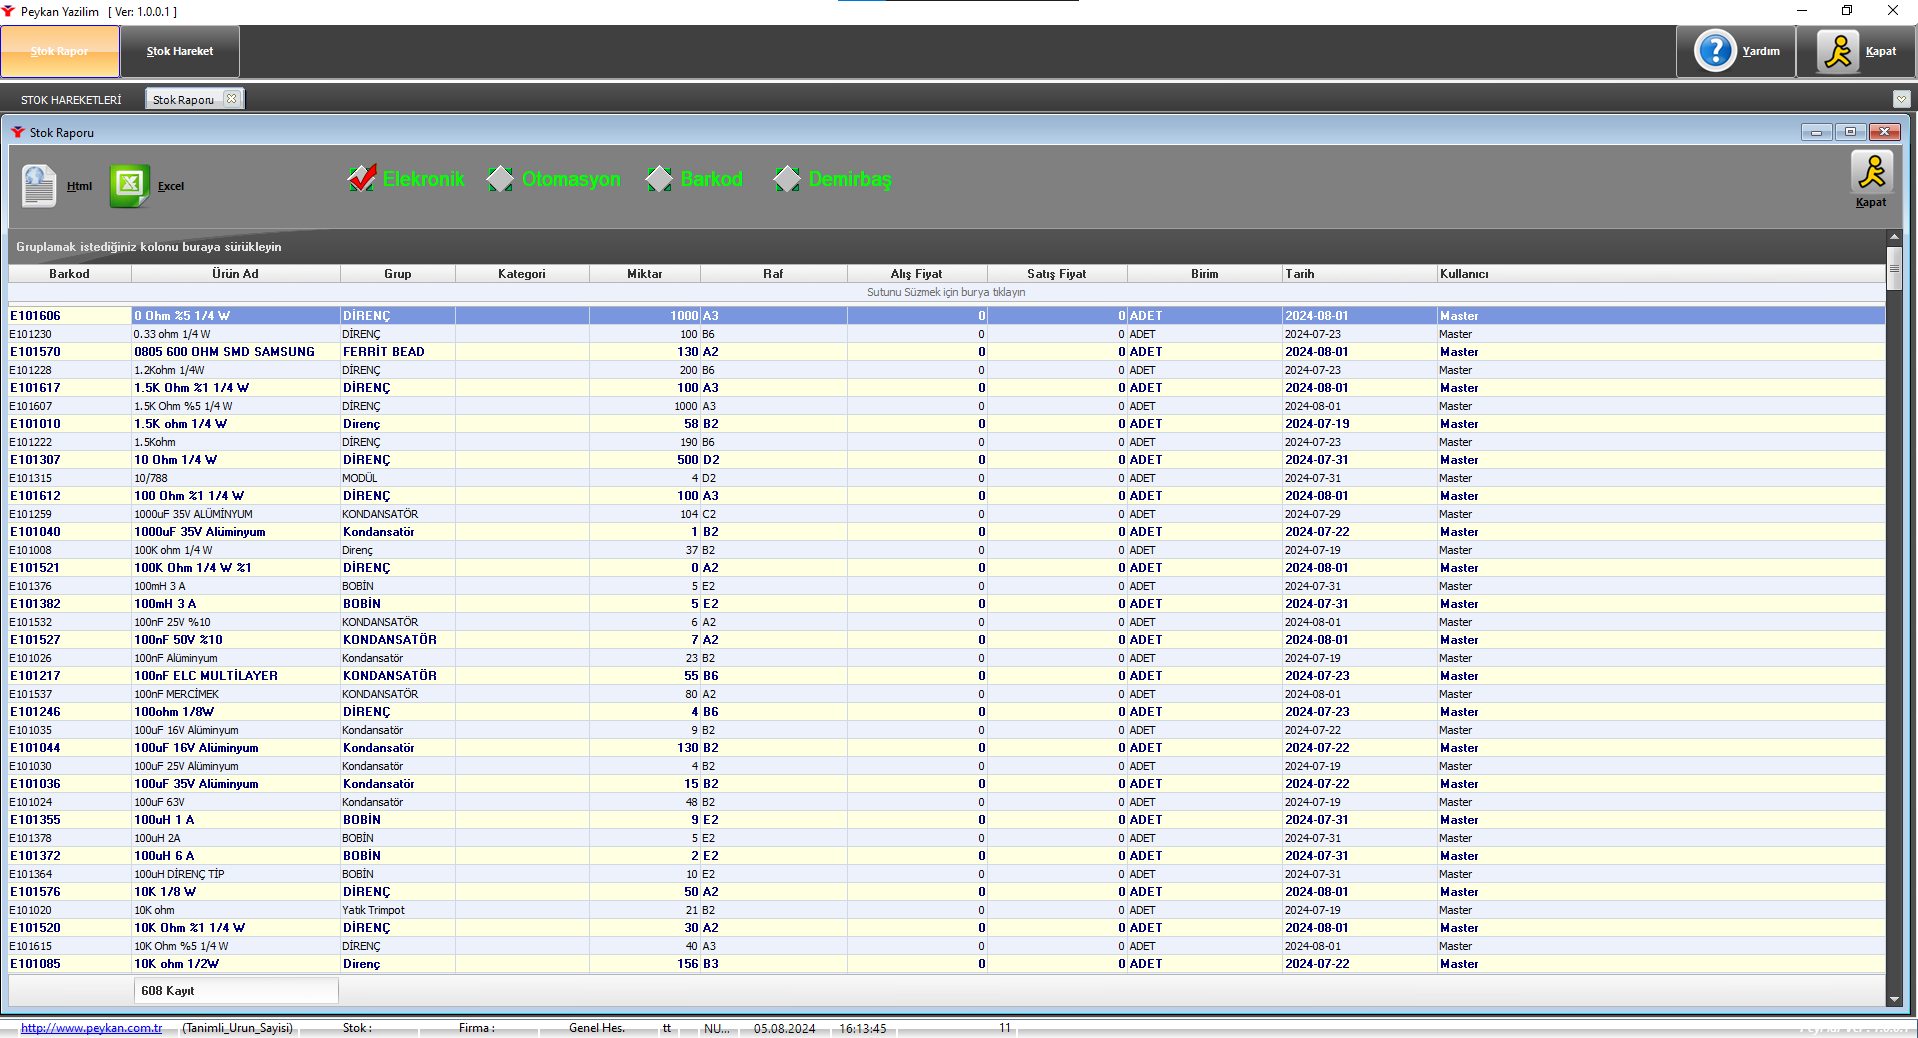 Peykan Yazilim [ Ver: 1.0.0.1 ]
Stok Rapor Stok Hareket Yardım Kapat
STOK HAREKETLERİ Stok Raporu
Stok Raporu
Html Excel Elekronik Otomasyon Barkod Demirbaş Kapat
Gruplamak istediğiniz kolonu buraya sürükleyin
Barkod Ürün Ad Grup Kategori Miktar Raf Alış Fiyat Satış Fiyat Birim Tarih Kullanıcı
Sutunu Süzmek için burya tıklayın
E101606 0 Ohm %5 1/4 W DİRENÇ 1000 A3 0 0 ADET 2024-08-01 Master
E101230 0.33 ohm 1/4 W DİRENÇ 100 B6 0 0 ADET 2024-07-23 Master
E101570 0805 600 OHM SMD SAMSUNG FERRİT BEAD 130 A2 0 0 ADET 2024-08-01 Master
E101228 1.2Kohm 1/4W DİRENÇ 200 B6 0 0 ADET 2024-07-23 Master
E101617 1.5K Ohm %1 1/4 W DİRENÇ 100 A3 0 0 ADET 2024-08-01 Master
E101607 1.5K Ohm %5 1/4 W DİRENÇ 1000 A3 0 0 ADET 2024-08-01 Master
E101010 1.5K ohm 1/4 W Direnç 58 B2 0 0 ADET 2024-07-19 Master
E101222 1.5Kohm DİRENÇ 190 B6 0 0 ADET 2024-07-23 Master
E101307 10 Ohm 1/4 W DİRENÇ 500 D2 0 0 ADET 2024-07-31 Master
E101315 10/788 MODÜL 4 D2 0 0 ADET 2024-07-31 Master
E101612 100 Ohm %1 1/4 W DİRENÇ 100 A3 0 0 ADET 2024-08-01 Master
E101259 1000uF 35V ALÜMİNYUM KONDANSATÖR 104 C2 0 0 ADET 2024-07-29 Master
E101040 1000uF 35V Alüminyum Kondansatör 1 B2 0 0 ADET 2024-07-22 Master
E101008 100K ohm 1/4 W Direnç 37 B2 0 0 ADET 2024-07-19 Master
E101521 100K Ohm 1/4 W %1 DİRENÇ 0 A2 0 0 ADET 2024-08-01 Master
E101376 100mH 3 A BOBİN 5 E2 0 0 ADET 2024-07-31 Master
E101382 100mH 3 A BOBİN 5 E2 0 0 ADET 2024-07-31 Master
E101532 100nF 25V %10 KONDANSATÖR 6 A2 0 0 ADET 2024-08-01 Master
E101527 100nF 50V %10 KONDANSATÖR 7 A2 0 0 ADET 2024-08-01 Master
E101026 100nF Alüminyum Kondansatör 23 B2 0 0 ADET 2024-07-19 Master
E101217 100nF ELC MULTİLAYER KONDANSATÖR 55 B6 0 0 ADET 2024-07-23 Master
E101537 100nF MERCİMEK KONDANSATÖR 80 A2 0 0 ADET 2024-08-01 Master
E101246 100ohm 1/8W DİRENÇ 4 B6 0 0 ADET 2024-07-23 Master
E101035 100uF 16V Alüminyum Kondansatör 9 B2 0 0 ADET 2024-07-22 Master
E101044 100uF 16V Alüminyum Kondansatör 130 B2 0 0 ADET 2024-07-22 Master
E101030 100uF 25V Alüminyum Kondansatör 4 B2 0 0 ADET 2024-07-19 Master
E101036 100uF 35V Alüminyum Kondansatör 15 B2 0 0 ADET 2024-07-22 Master
E101024 100uF 63V Kondansatör 48 B2 0 0 ADET 2024-07-19 Master
E101355 100uH 1 A BOBİN 9 E2 0 0 ADET 2024-07-31 Master
E101378 100uH 2A BOBİN 5 E2 0 0 ADET 2024-07-31 Master
E101372 100uH 6 A BOBİN 2 E2 0 0 ADET 2024-07-31 Master
E101364 100uH DİRENÇ TİP BOBİN 10 E2 0 0 ADET 2024-07-31 Master
E101576 10K 1/8 W DİRENÇ 50 A2 0 0 ADET 2024-08-01 Master
E101020 10K ohm Yatık Trimpot 21 B2 0 0 ADET 2024-07-19 Master
E101520 10K Ohm %1 1/4 W DİRENÇ 30 A2 0 0 ADET 2024-08-01 Master
E101615 10K Ohm %5 1/4 W DİRENÇ 40 A3 0 0 ADET 2024-08-01 Master
E101085 10K ohm 1/2W Direnç 156 B3 0 0 ADET 2024-07-22 Master
608 Kayıt
http://www.peykan.com.tr (Tanimli_Urun_Sayisi) Stok : Firma : Genel Hes. tt NU... 05.08.2024 16:13:45 11